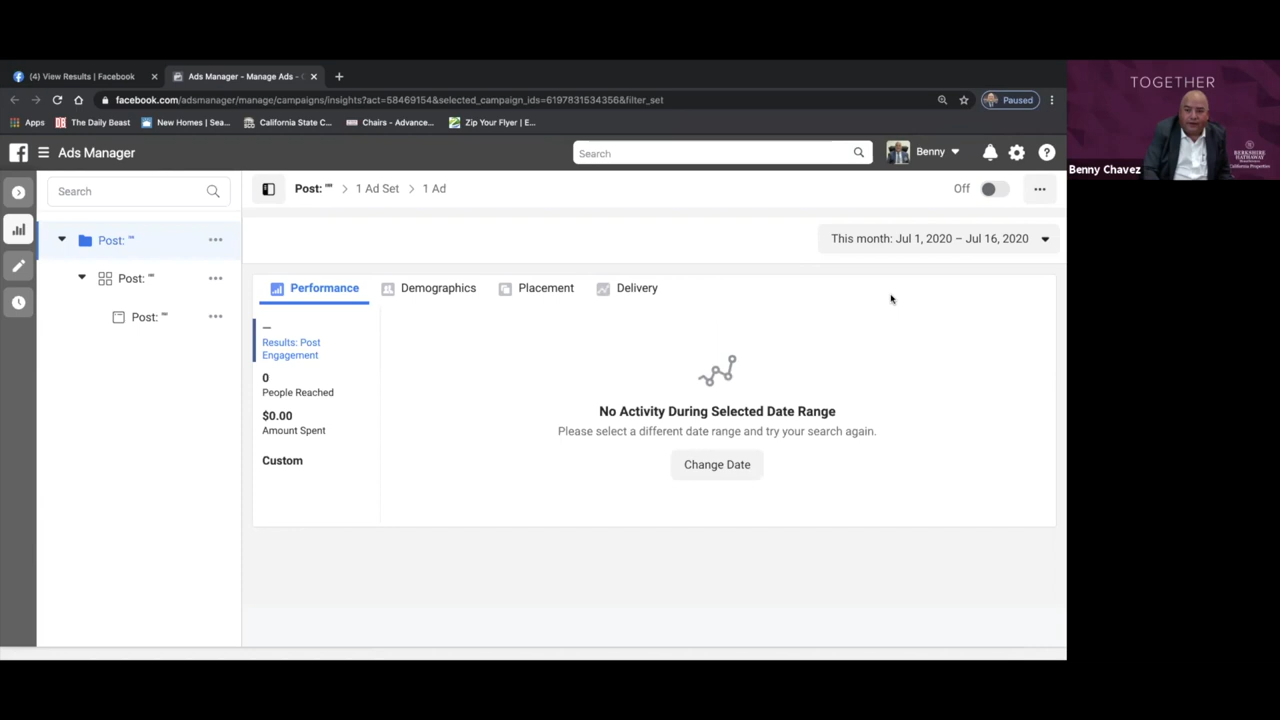 (4) View Results | Facebook
Ads Manager - Manage Ads -
facebook.com/adsmanager/manage/campaigns/insights?act=58469154&selected_campaign_ids=6197831534356&filter_set
Paused
Apps
The Daily Beast
New Homes | Sea...
California State C...
Chairs - Advance...
Zip Your Flyer | E...
TOGETHER
BERKSHIRE
HATHAWAY
California Properties
Benny Chavez
Ads Manager
Search
Benny
Search
Post: ""
1 Ad Set
1 Ad
Off
Post: ""
This month: Jul 1, 2020 – Jul 16, 2020
Post: ""
Post: ""
Performance
Demographics
Placement
Delivery
—
Results: Post
Engagement
0
People Reached
$0.00
Amount Spent
Custom
No Activity During Selected Date Range
Please select a different date range and try your search again.
Change Date